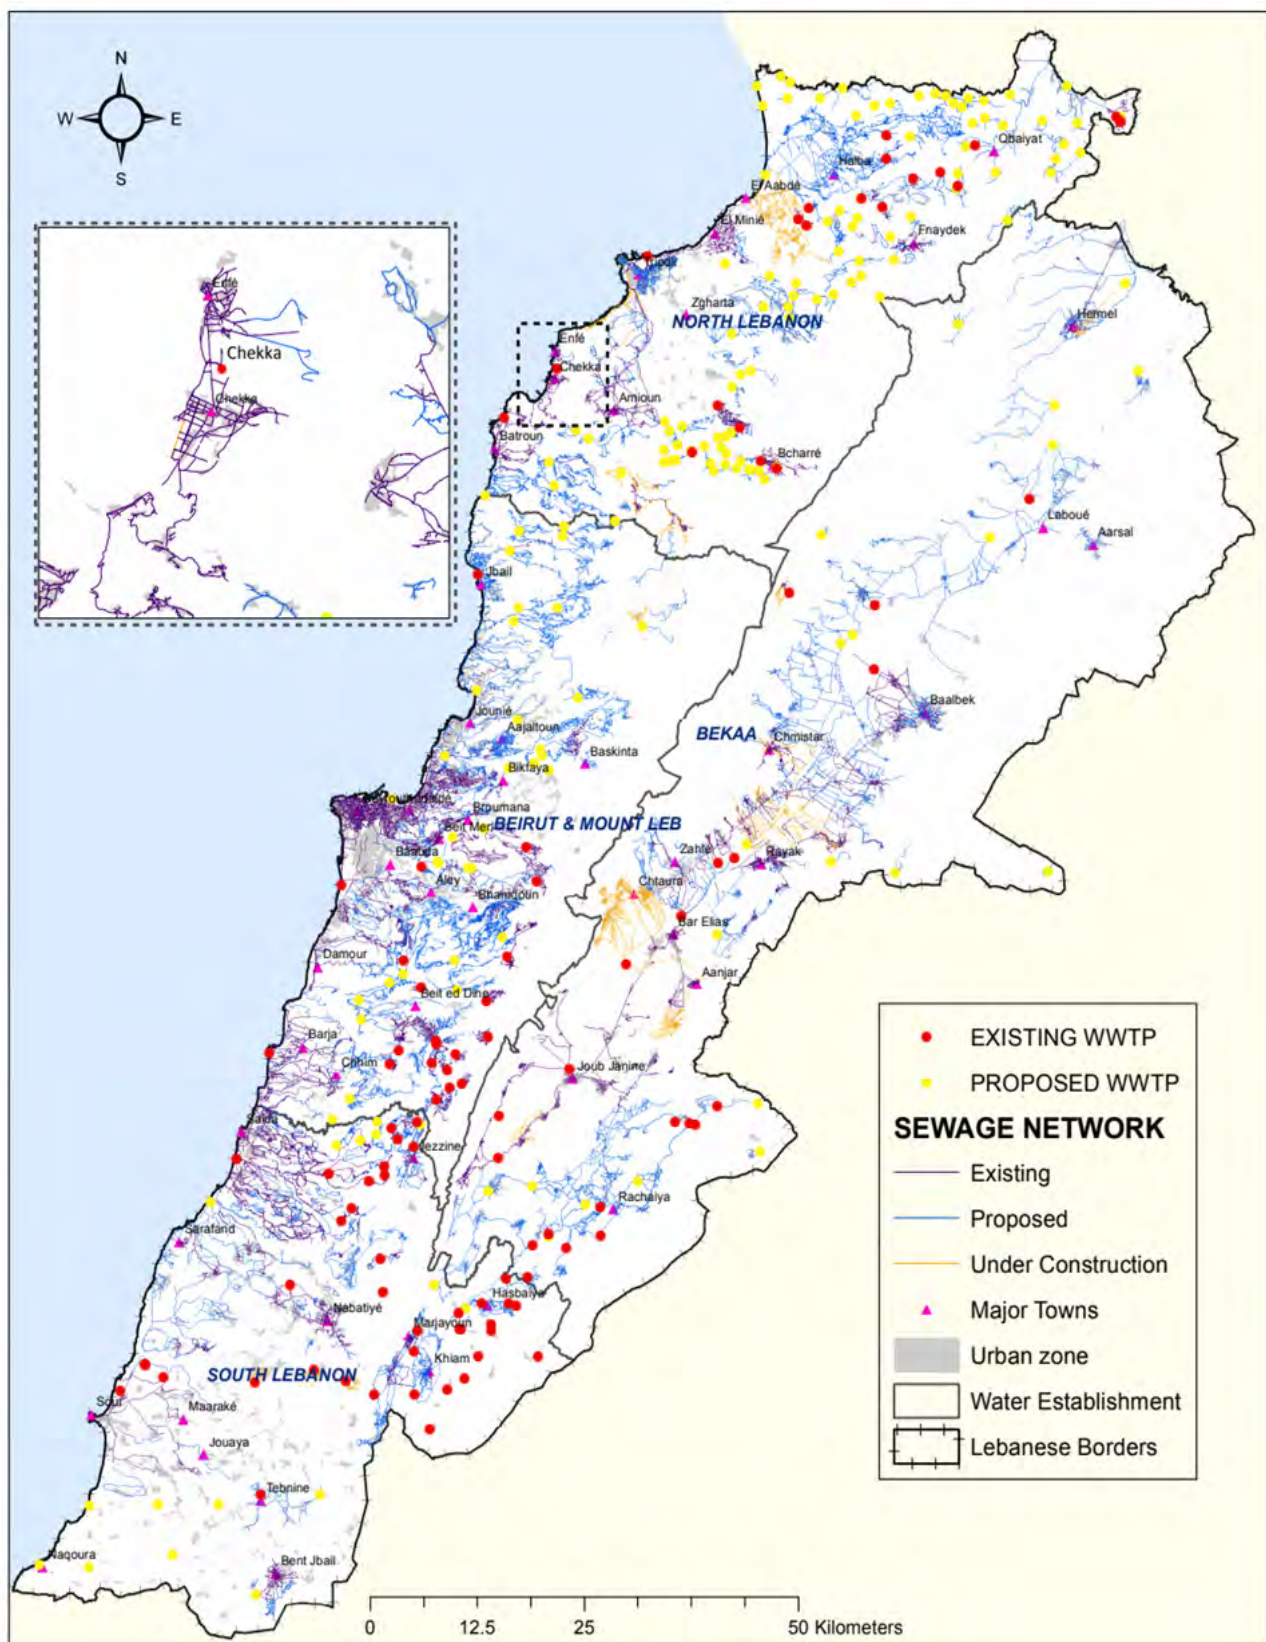 N
W E
S
Enfé
Chekka
Chekka
Qbaiyat
Halba
El Aabdé
El Minié
Fnaydek
Zgharta
NORTH LEBANON
Hermel
Enfé
Chekka
Amioun
Batroun
Bcharré
Laboué
Aarsal
Jbail
Baalbek
Jounié
Aajaltoun
BEKAA
Chmistar
Baskinta
Bikfaya
Broumana
BEIRUT & MOUNT LEB
Beit Meri
Baabda
Zahlé
Rayak
Aley
Chtaura
Bhamdoun
Bar Elias
Damour
Aanjar
Beit ed Dine
Barja
Chhim
Joub Janine
Saida
Jezzine
Rachaiya
Sarafand
Hasbaiya
Nabatiyé
Marjayoun
Khiam
SOUTH LEBANON
Sour
Maaraké
Jouaya
Tebnine
Naqoura
Bent Jbail
EXISTING WWTP
PROPOSED WWTP
SEWAGE NETWORK
Existing
Proposed
Under Construction
Major Towns
Urban zone
Water Establishment
Lebanese Borders
0 12.5 25 50 Kilometers